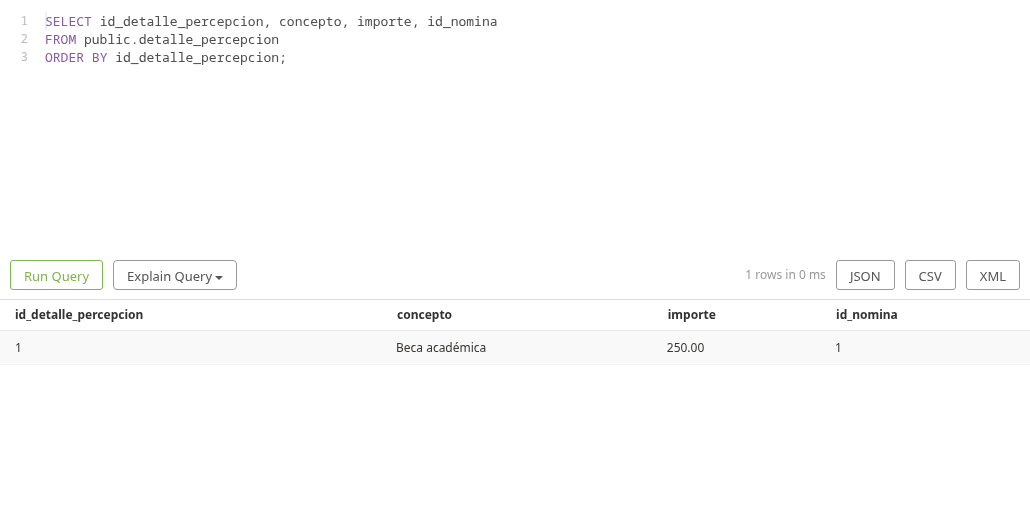 1 SELECT id_detalle_percepcion, concepto, importe, id_nomina
2 FROM public.detalle_percepcion
3 ORDER BY id_detalle_percepcion;
Run Query Explain Query 1 rows in 0 ms JSON CSV XML
id_detalle_percepcion concepto importe id_nomina
1 Beca académica 250.00 1